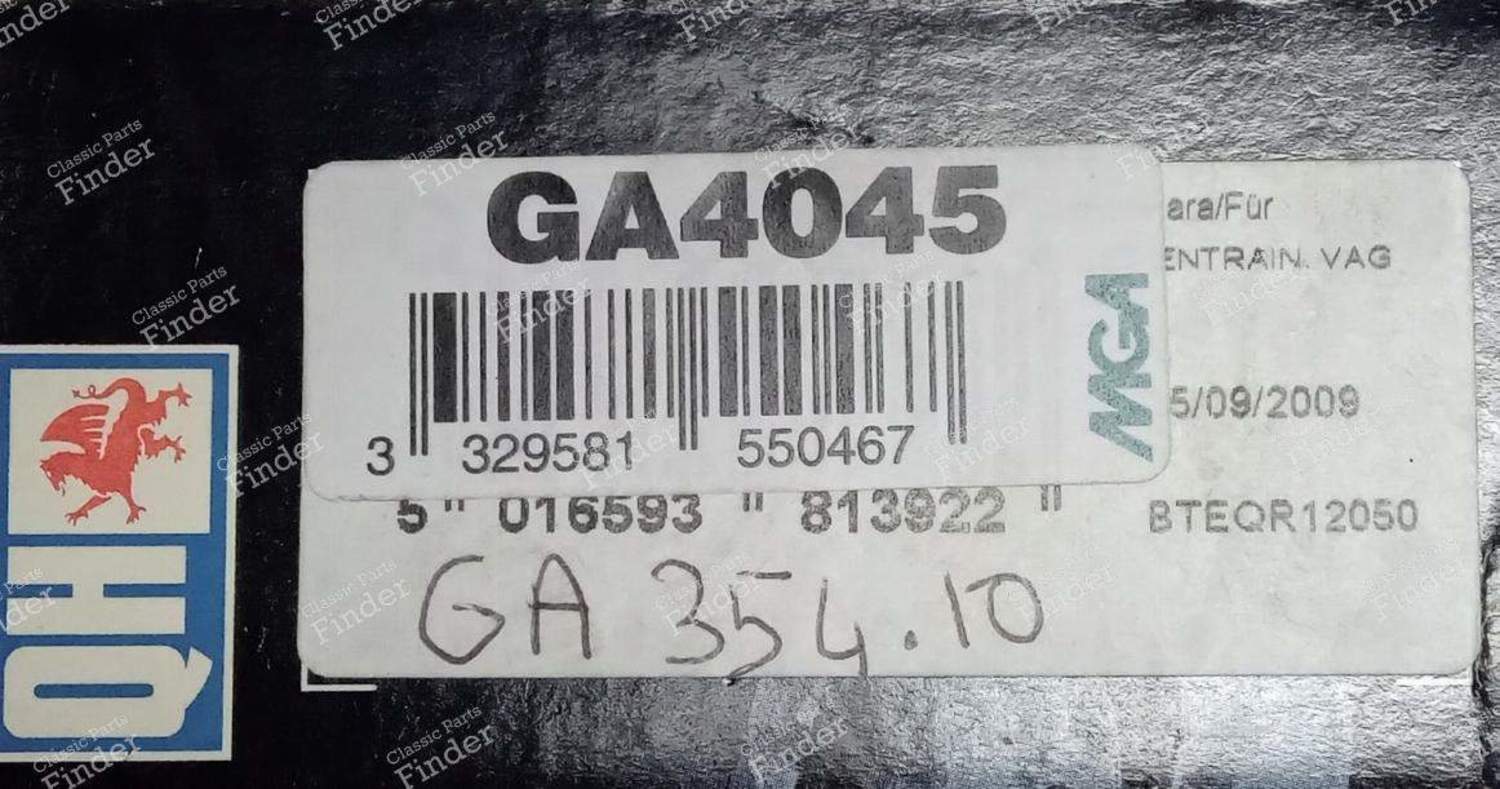 GA4045
ara/Für
ENTRAIN. VAG
MGA
5/09/2009
3 329581 550467
5 " 016593 " 813922 "
BTEQR12050
GA 354.10
QH
Classic Parts Finder